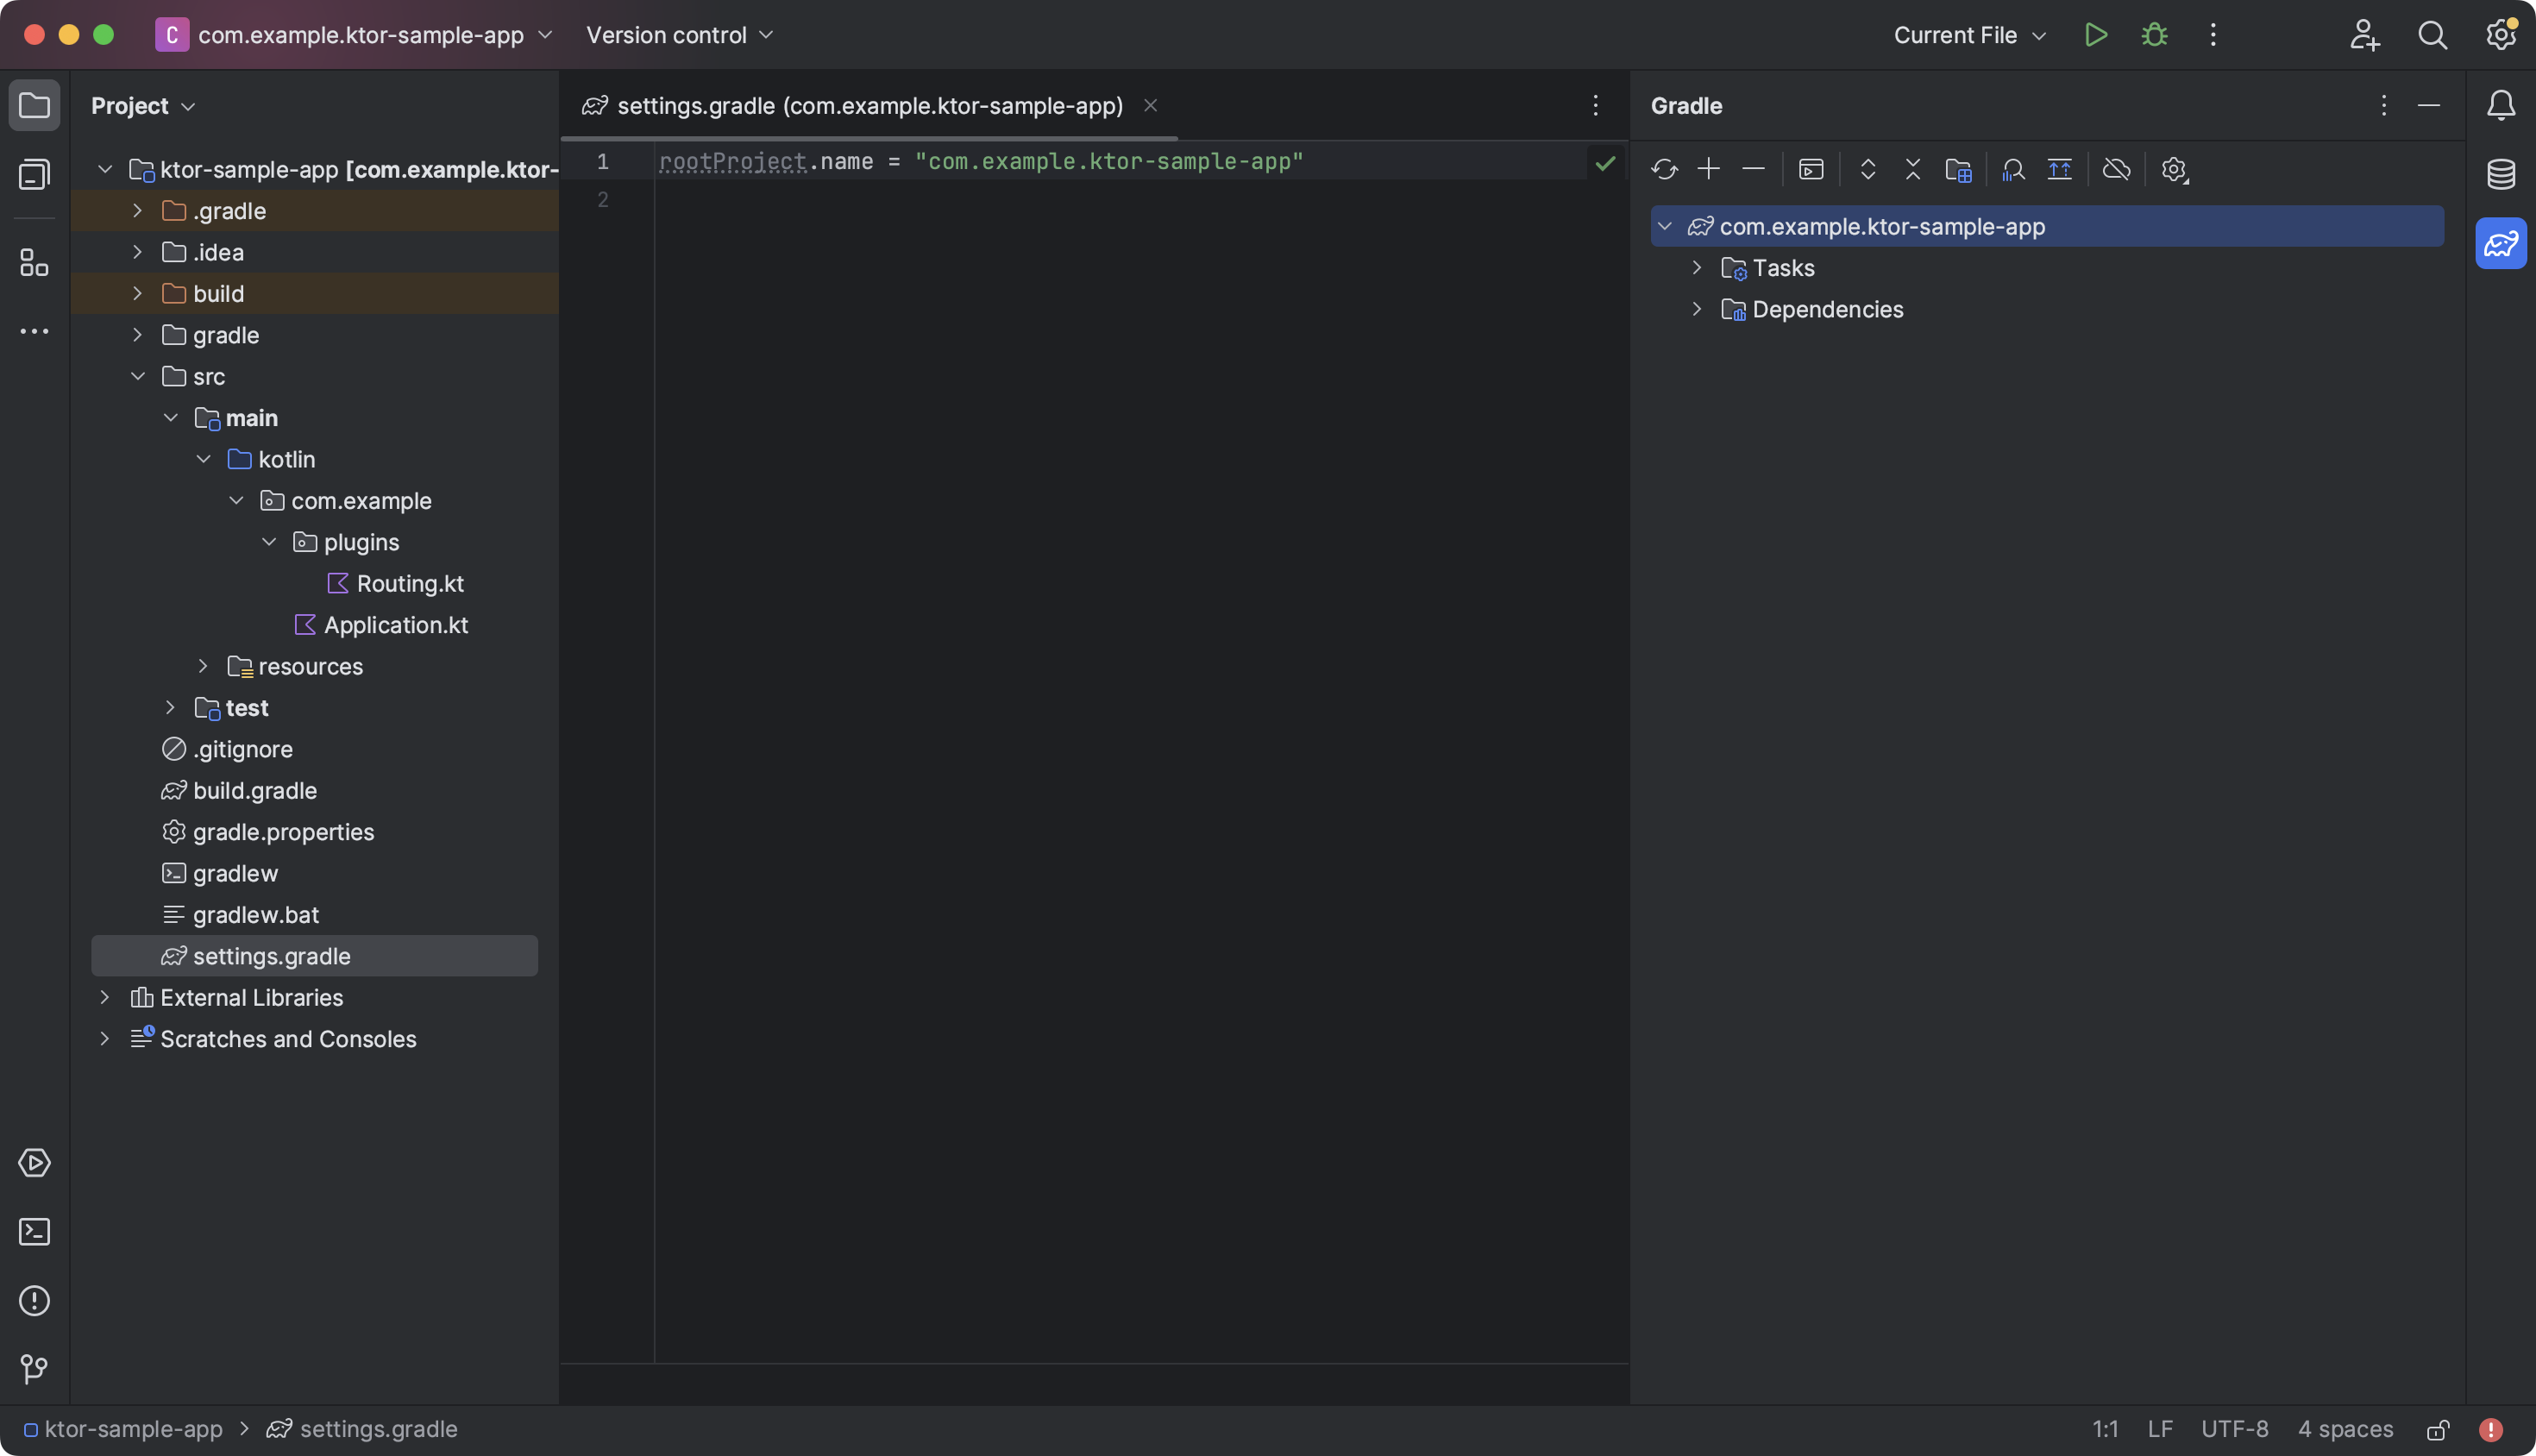 C com.example.ktor-sample-app Version control Current File
Project
settings.gradle (com.example.ktor-sample-app)
Gradle
ktor-sample-app [com.example.ktor-
.gradle
.idea
build
gradle
src
main
kotlin
com.example
plugins
Routing.kt
Application.kt
resources
test
.gitignore
build.gradle
gradle.properties
gradlew
gradlew.bat
settings.gradle
External Libraries
Scratches and Consoles
1 rootProject.name = "com.example.ktor-sample-app"
2
com.example.ktor-sample-app
Tasks
Dependencies
ktor-sample-app > settings.gradle
1:1 LF UTF-8 4 spaces